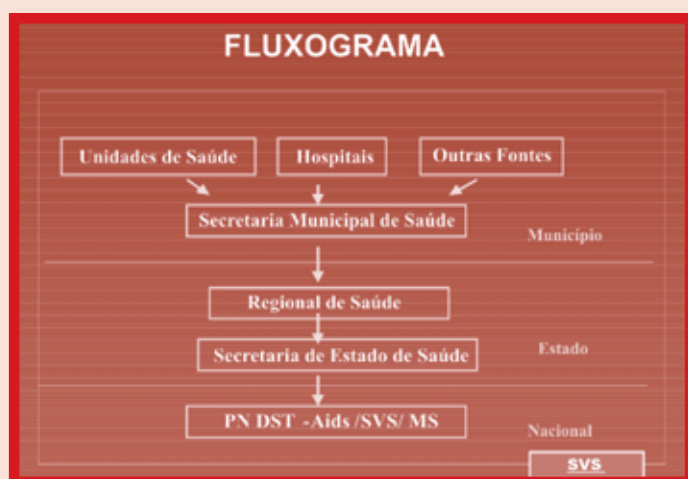 FLUXOGRAMA
Unidades de Saúde
Hospitais
Outras Fontes
Secretaria Municipal de Saúde
Município
Regional de Saúde
Secretaria de Estado de Saúde
Estado
PN DST -Aids /SVS/ MS
Nacional
SVS